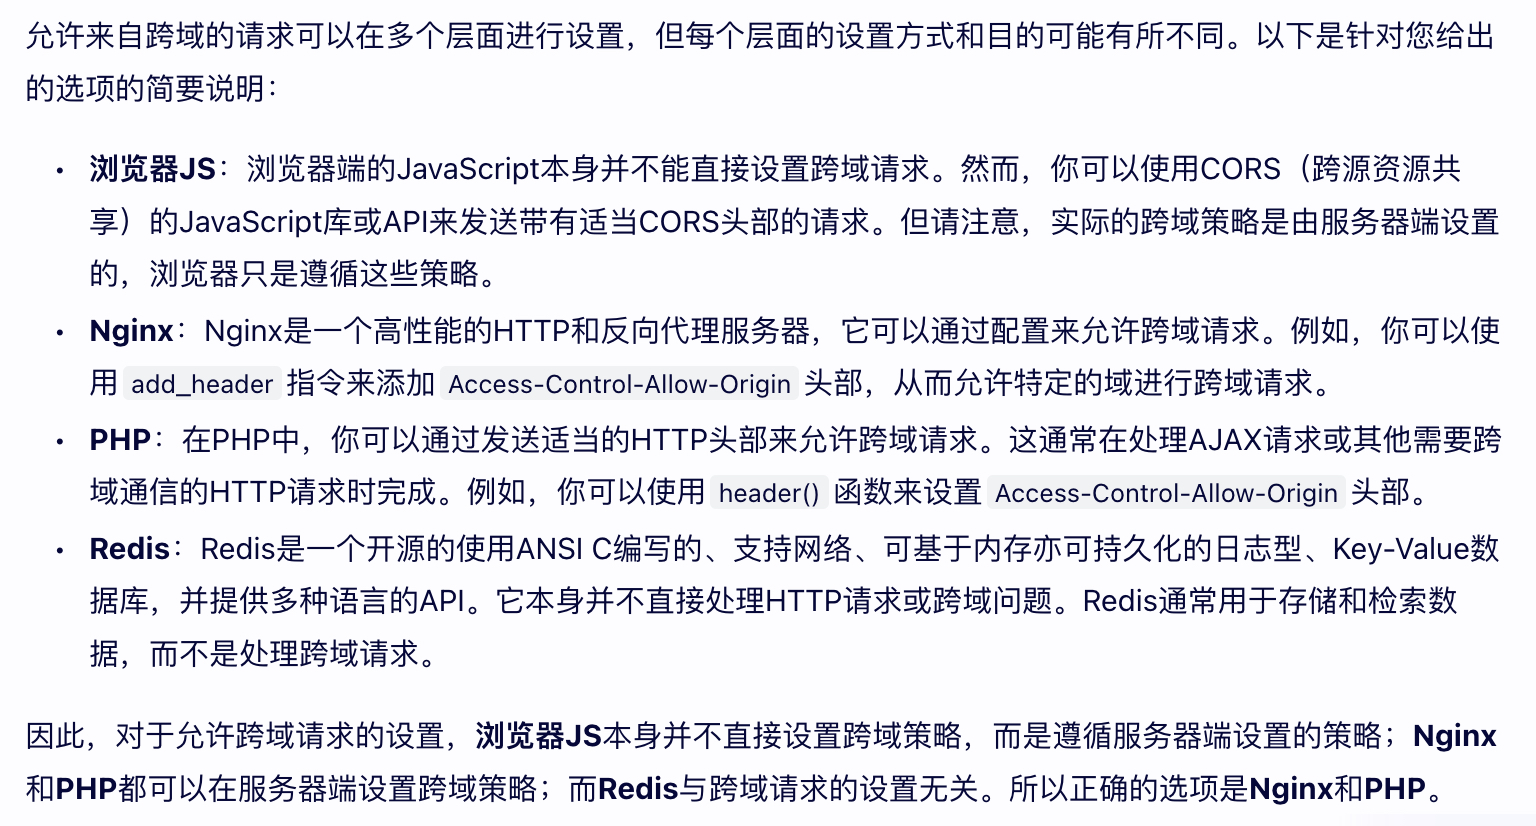 允许来自跨域的请求可以在多个层面进行设置，但每个层面的设置方式和目的可能有所不同。以下是针对您给出
的选项的简要说明：
• 浏览器JS：浏览器端的JavaScript本身并不能直接设置跨域请求。然而，你可以使用CORS（跨源资源共
享）的JavaScript库或API来发送带有适当CORS头部的请求。但请注意，实际的跨域策略是由服务器端设置
的，浏览器只是遵循这些策略。
• Nginx：Nginx是一个高性能的HTTP和反向代理服务器，它可以通过配置来允许跨域请求。例如，你可以使
用 add_header 指令来添加 Access-Control-Allow-Origin 头部，从而允许特定的域进行跨域请求。
• PHP：在PHP中，你可以通过发送适当的HTTP头部来允许跨域请求。这通常在处理AJAX请求或其他需要跨
域通信的HTTP请求时完成。例如，你可以使用 header() 函数来设置 Access-Control-Allow-Origin 头部。
• Redis：Redis是一个开源的使用ANSI C编写的、支持网络、可基于内存亦可持久化的日志型、Key-Value数
据库，并提供多种语言的API。它本身并不直接处理HTTP请求或跨域问题。Redis通常用于存储和检索数
据，而不是处理跨域请求。
因此，对于允许跨域请求的设置，浏览器JS本身并不直接设置跨域策略，而是遵循服务器端设置的策略；Nginx
和PHP都可以在服务器端设置跨域策略；而Redis与跨域请求的设置无关。所以正确的选项是Nginx和PHP。